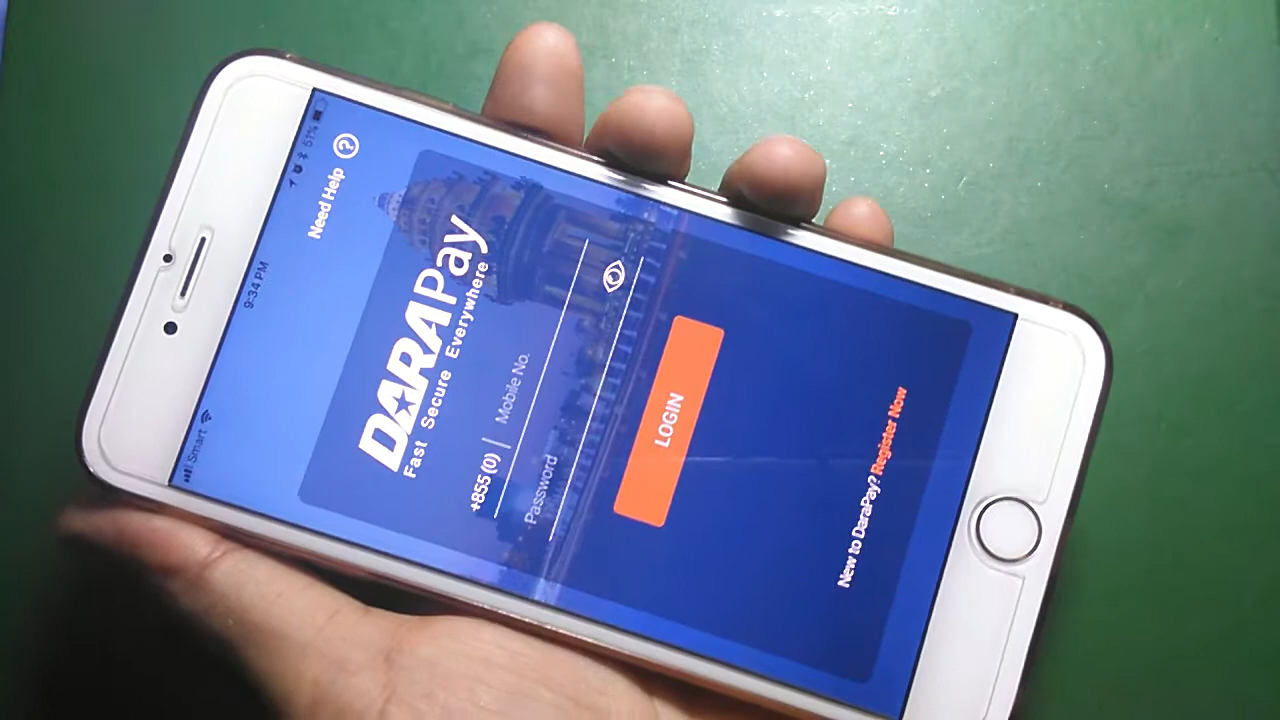 Smart 9:34 PM 51%
Need Help ?
DARAPay
Fast Secure Everywhere
+855 (0) | Mobile No.
Password
LOGIN
New to DaraPay? Register Now